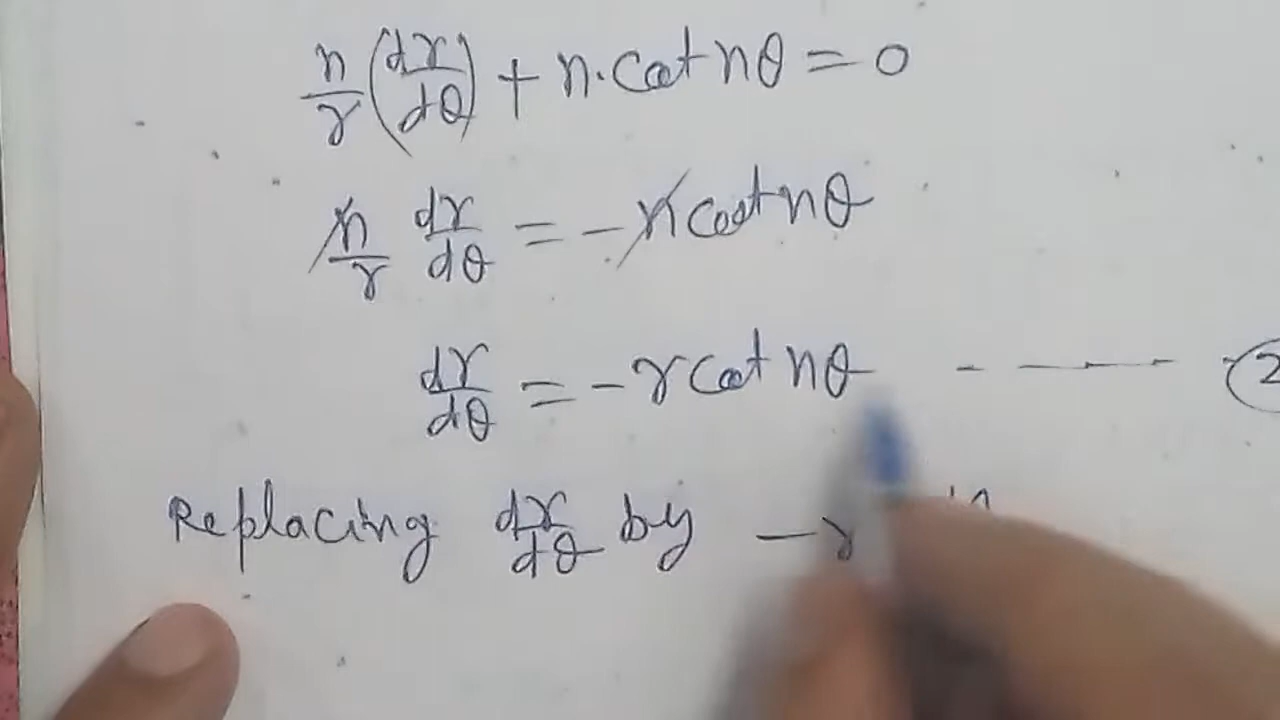 n/r (dr/dθ) + n. cot nθ = 0
n/r dr/dθ = - n cot nθ
dr/dθ = - r cot nθ - — 2
Replacing dr/dθ by - r